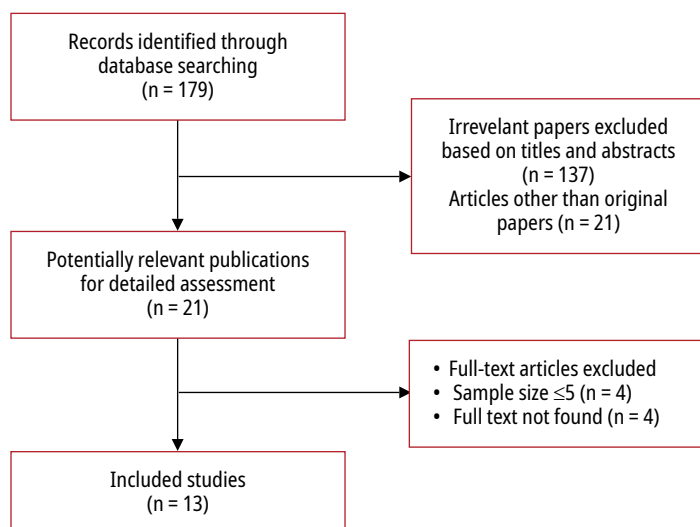 Records identified through
database searching
(n = 179)
Irrevelant papers excluded
based on titles and abstracts
(n = 137)
Articles other than original
papers (n = 21)
Potentially relevant publications
for detailed assessment
(n = 21)
• Full-text articles excluded
• Sample size ≤5 (n = 4)
• Full text not found (n = 4)
Included studies
(n = 13)